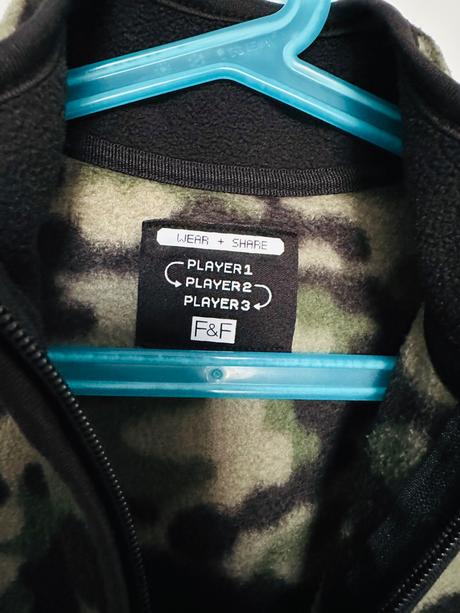 WEAR + SHARE
PLAYER1
PLAYER2
PLAYER3
F&F